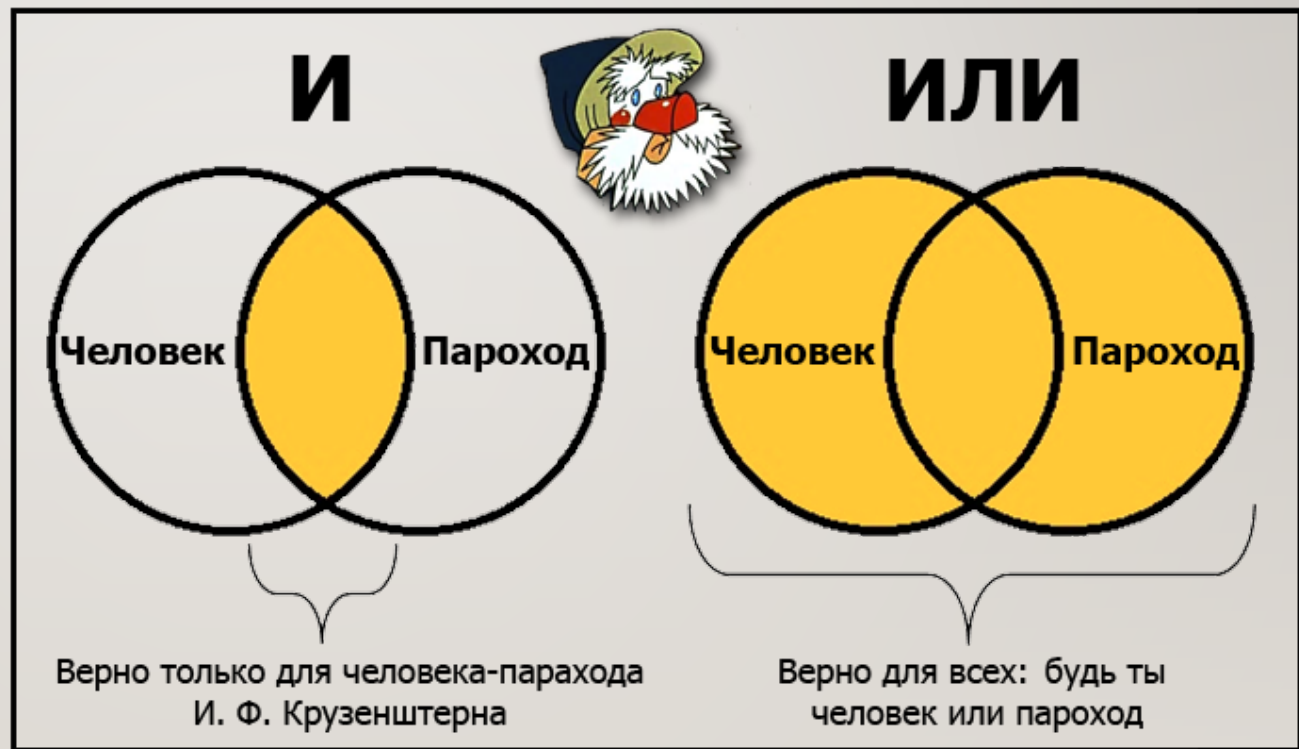 И
ИЛИ
Человек
Пароход
Человек
Пароход
Верно только для человека-парахода
И. Ф. Крузенштерна
Верно для всех: будь ты
человек или пароход